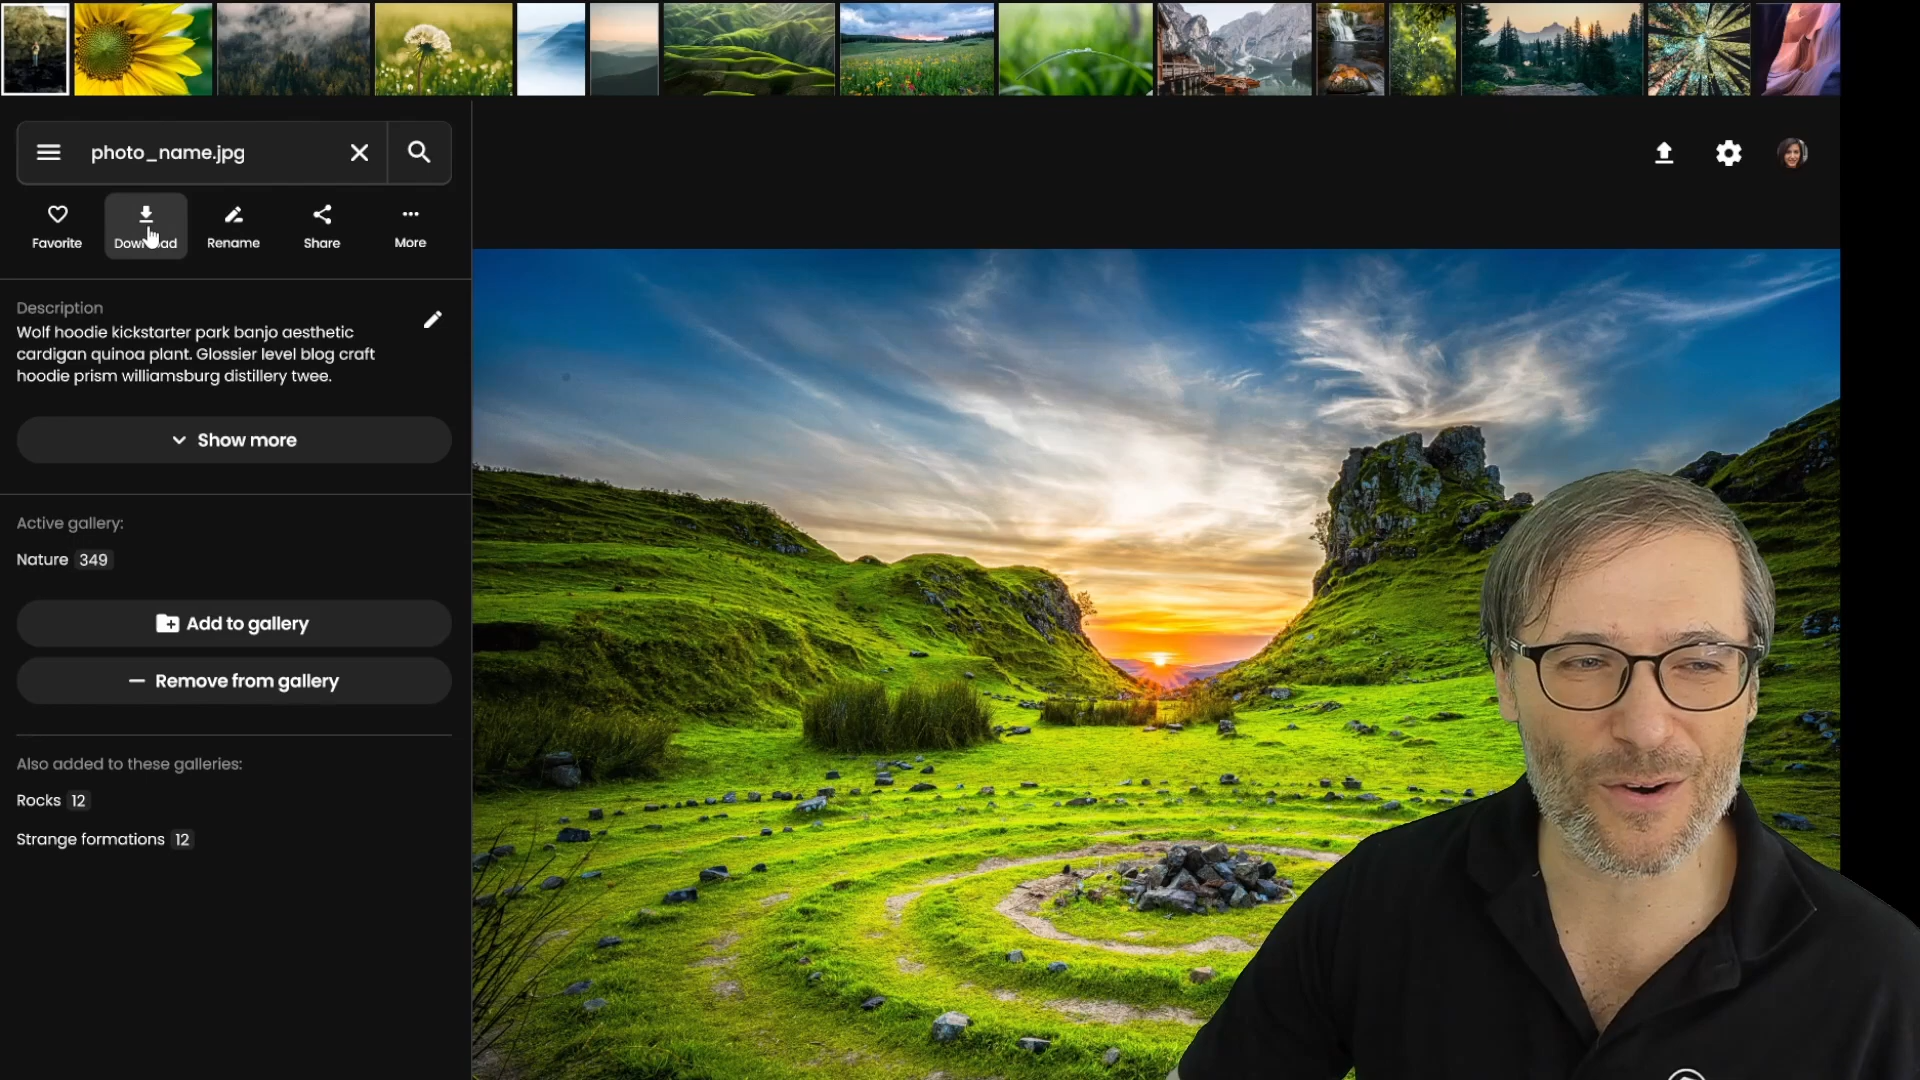 photo_name.jpg
Favorite
Download
Rename
Share
More
Description
Wolf hoodie kickstarter park banjo aesthetic
cardigan quinoa plant. Glossier level blog craft
hoodie prism williamsburg distillery twee.
Show more
Active gallery:
Nature 349
Add to gallery
Remove from gallery
Also added to these galleries:
Rocks 12
Strange formations 12